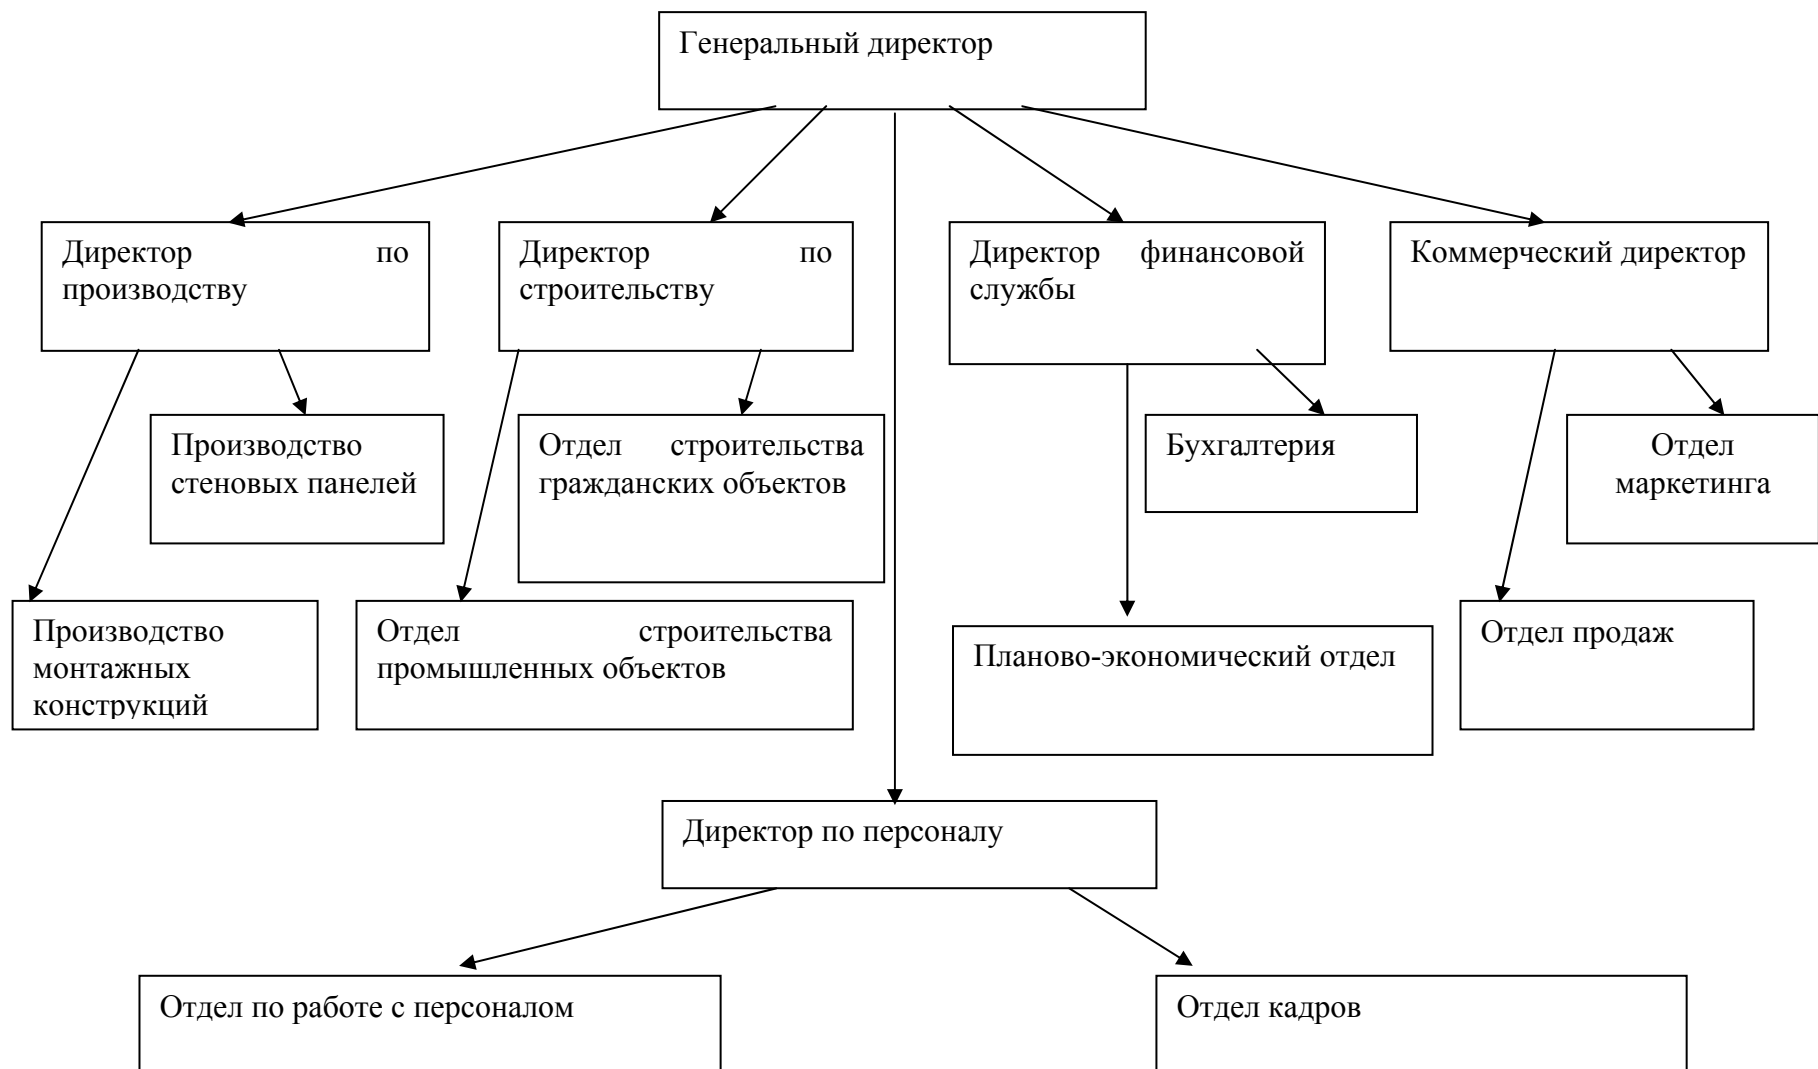 Генеральный директор
Директор по
производству
Директор по
строительству
Директор финансовой
службы
Коммерческий директор
Производство
стеновых панелей
Отдел строительства
гражданских объектов
Бухгалтерия
Отдел
маркетинга
Производство
монтажных
конструкций
Отдел строительства
промышленных объектов
Планово-экономический отдел
Отдел продаж
Директор по персоналу
Отдел по работе с персоналом
Отдел кадров